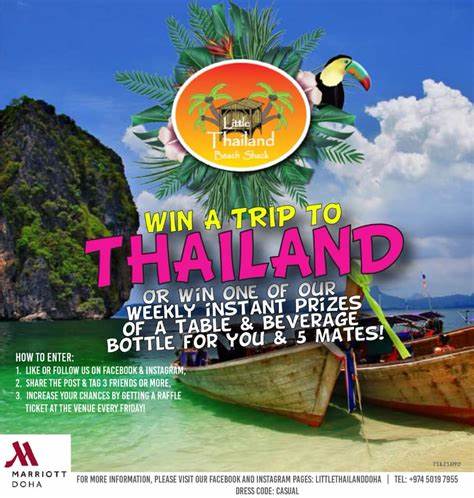 Little
Thailand
Beach Shack
WIN A TRIP TO
THAILAND
OR WIN ONE OF OUR
WEEKLY INSTANT PRIZES
OF A TABLE & BEVERAGE
BOTTLE FOR YOU & 5 MATES!
HOW TO ENTER:
1. LIKE OR FOLLOW US ON FACEBOOK & INSTAGRAM,
2. SHARE THE POST & TAG 3 FRIENDS OR MORE,
3. INCREASE YOUR CHANCES BY GETTING A RAFFLE
TICKET AT THE VENUE EVERY FRIDAY!
MARRIOTT
DOHA
FOR MORE INFORMATION, PLEASE VISIT OUR FACEBOOK AND INSTAGRAM PAGES: LITTLETHAILANDDOHA | TEL: +974 5019 7955
DRESS CODE: CASUAL